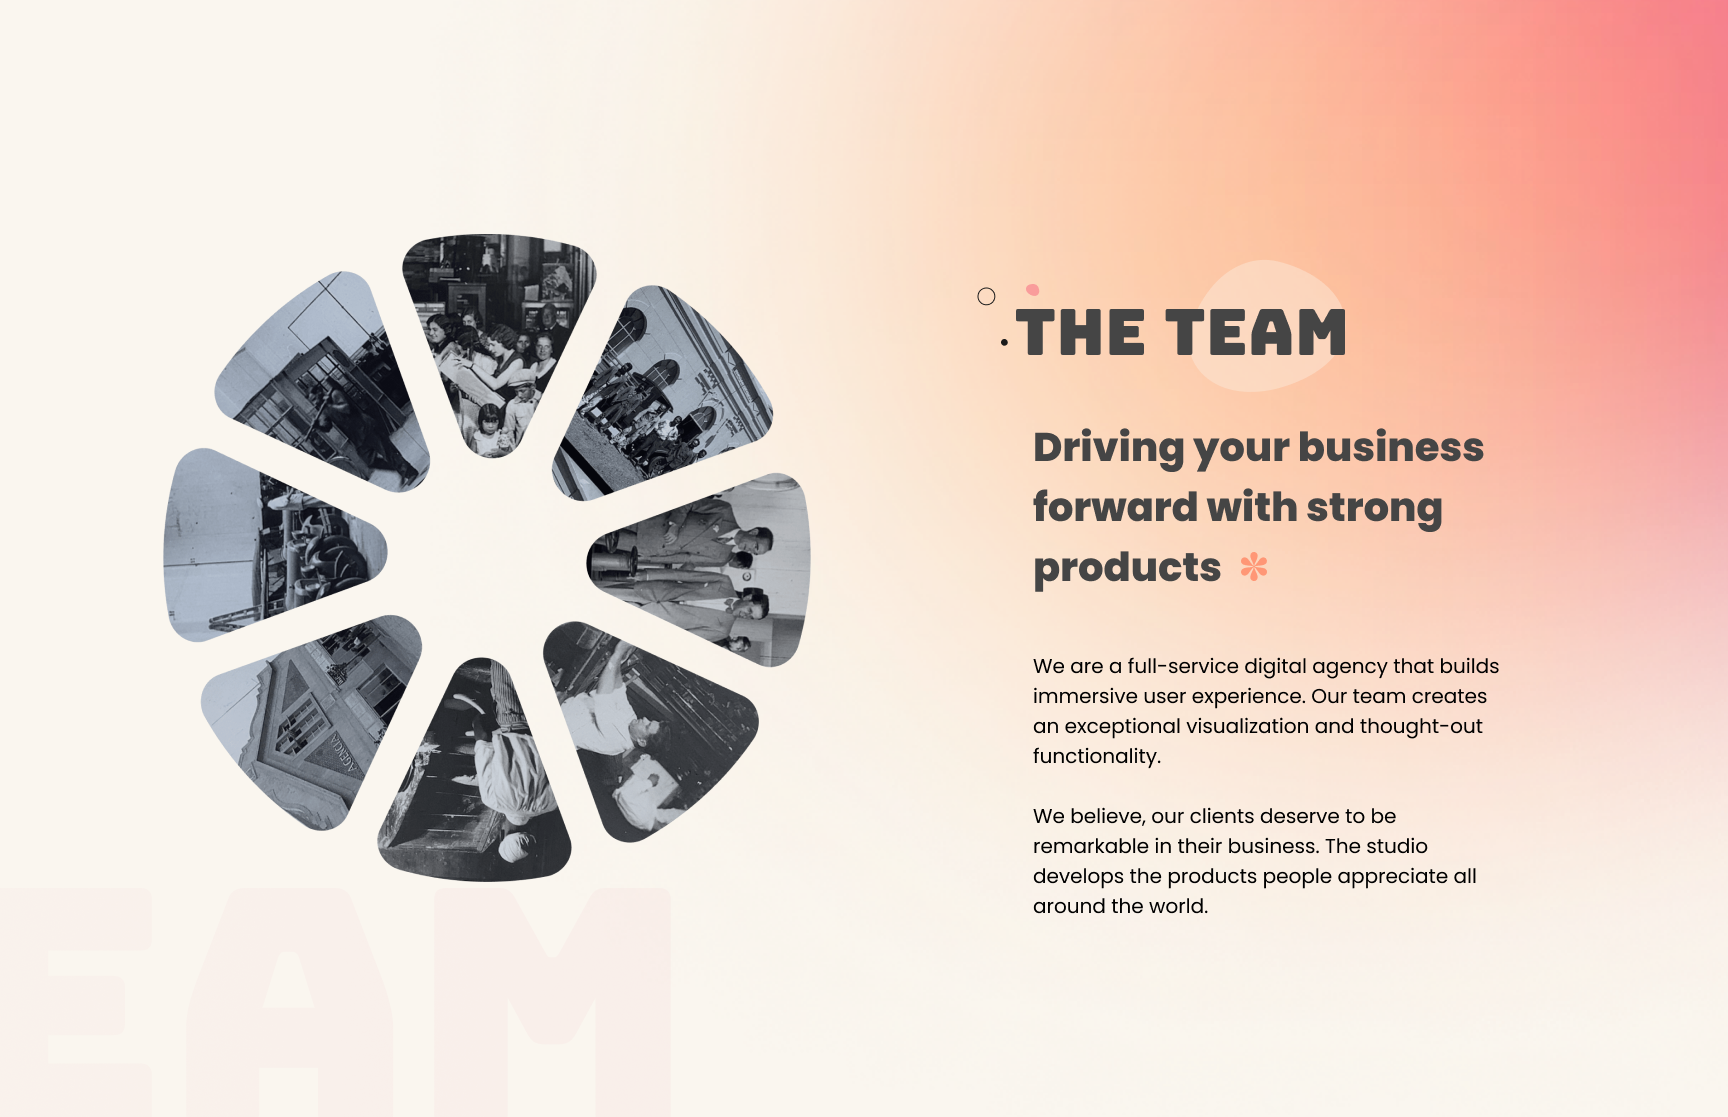 THE TEAM
Driving your business
forward with strong
products
We are a full-service digital agency that builds
immersive user experience. Our team creates
an exceptional visualization and thought-out
functionality.
We believe, our clients deserve to be
remarkable in their business. The studio
develops the products people appreciate all
around the world.
AGENCIA
EAM